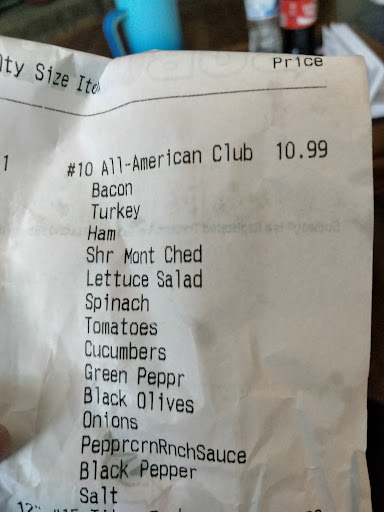 Size Price
1 #10 All-American Club 10.99
Bacon
Turkey
Ham
Shr Mont Ched
Lettuce Salad
Spinach
Tomatoes
Cucumbers
Green Peppr
Black Olives
Onions
PepprcrnRnchSauce
Black Pepper
Salt